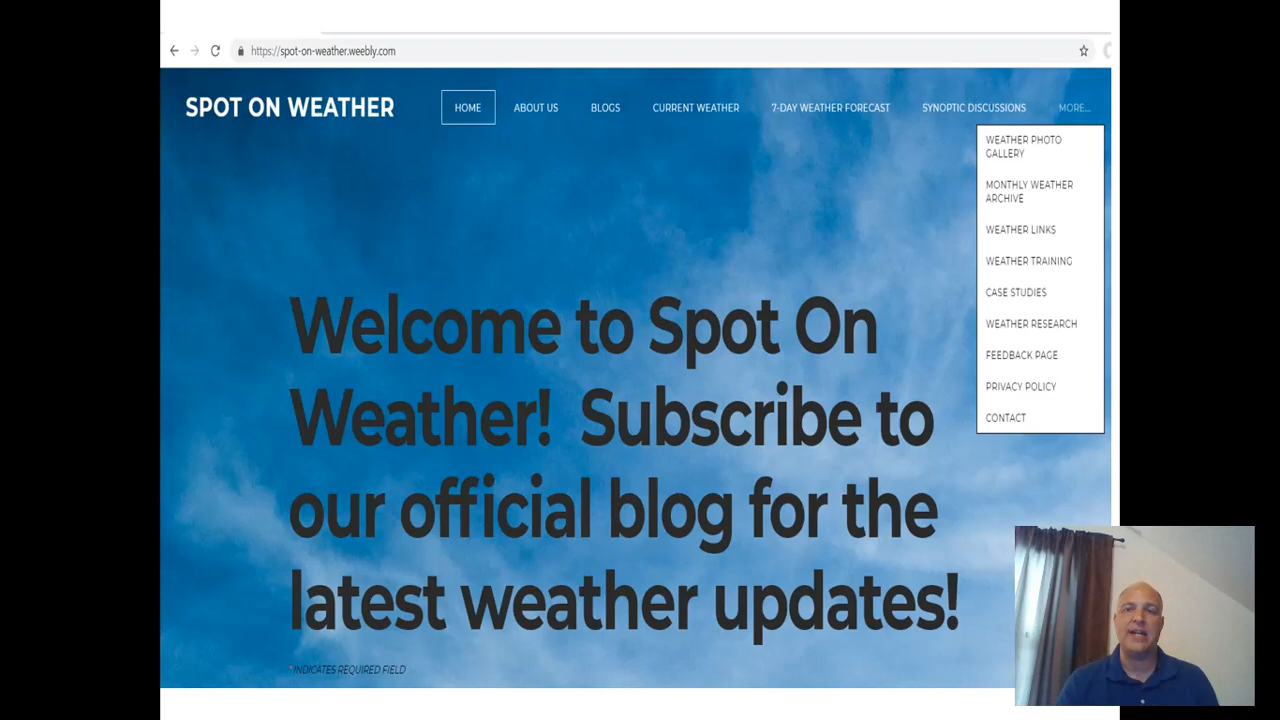 https://spot-on-weather.weebly.com
SPOT ON WEATHER
HOME
ABOUT US
BLOGS
CURRENT WEATHER
7-DAY WEATHER FORECAST
SYNOPTIC DISCUSSIONS
MORE...
WEATHER PHOTO
GALLERY
MONTHLY WEATHER
ARCHIVE
WEATHER LINKS
WEATHER TRAINING
CASE STUDIES
WEATHER RESEARCH
FEEDBACK PAGE
PRIVACY POLICY
CONTACT
Welcome to Spot On
Weather! Subscribe to
our official blog for the
latest weather updates!
*INDICATES REQUIRED FIELD